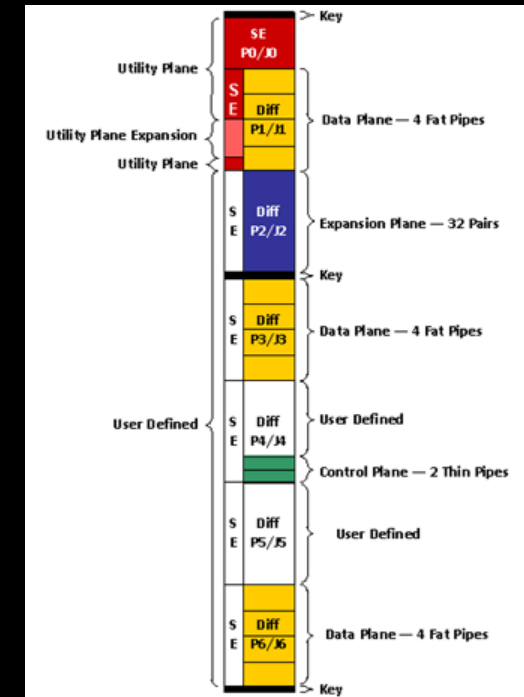 Key
SE
P0/J0
Utility Plane
S
E
Diff
P1/J1
Data Plane — 4 Fat Pipes
Utility Plane Expansion
Utility Plane
S
E
Diff
P2/J2
Expansion Plane — 32 Pairs
Key
S
E
Diff
P3/J3
Data Plane — 4 Fat Pipes
User Defined
S
E
Diff
P4/J4
User Defined
Control Plane — 2 Thin Pipes
S
E
Diff
P5/J5
User Defined
S
E
Diff
P6/J6
Data Plane — 4 Fat Pipes
Key